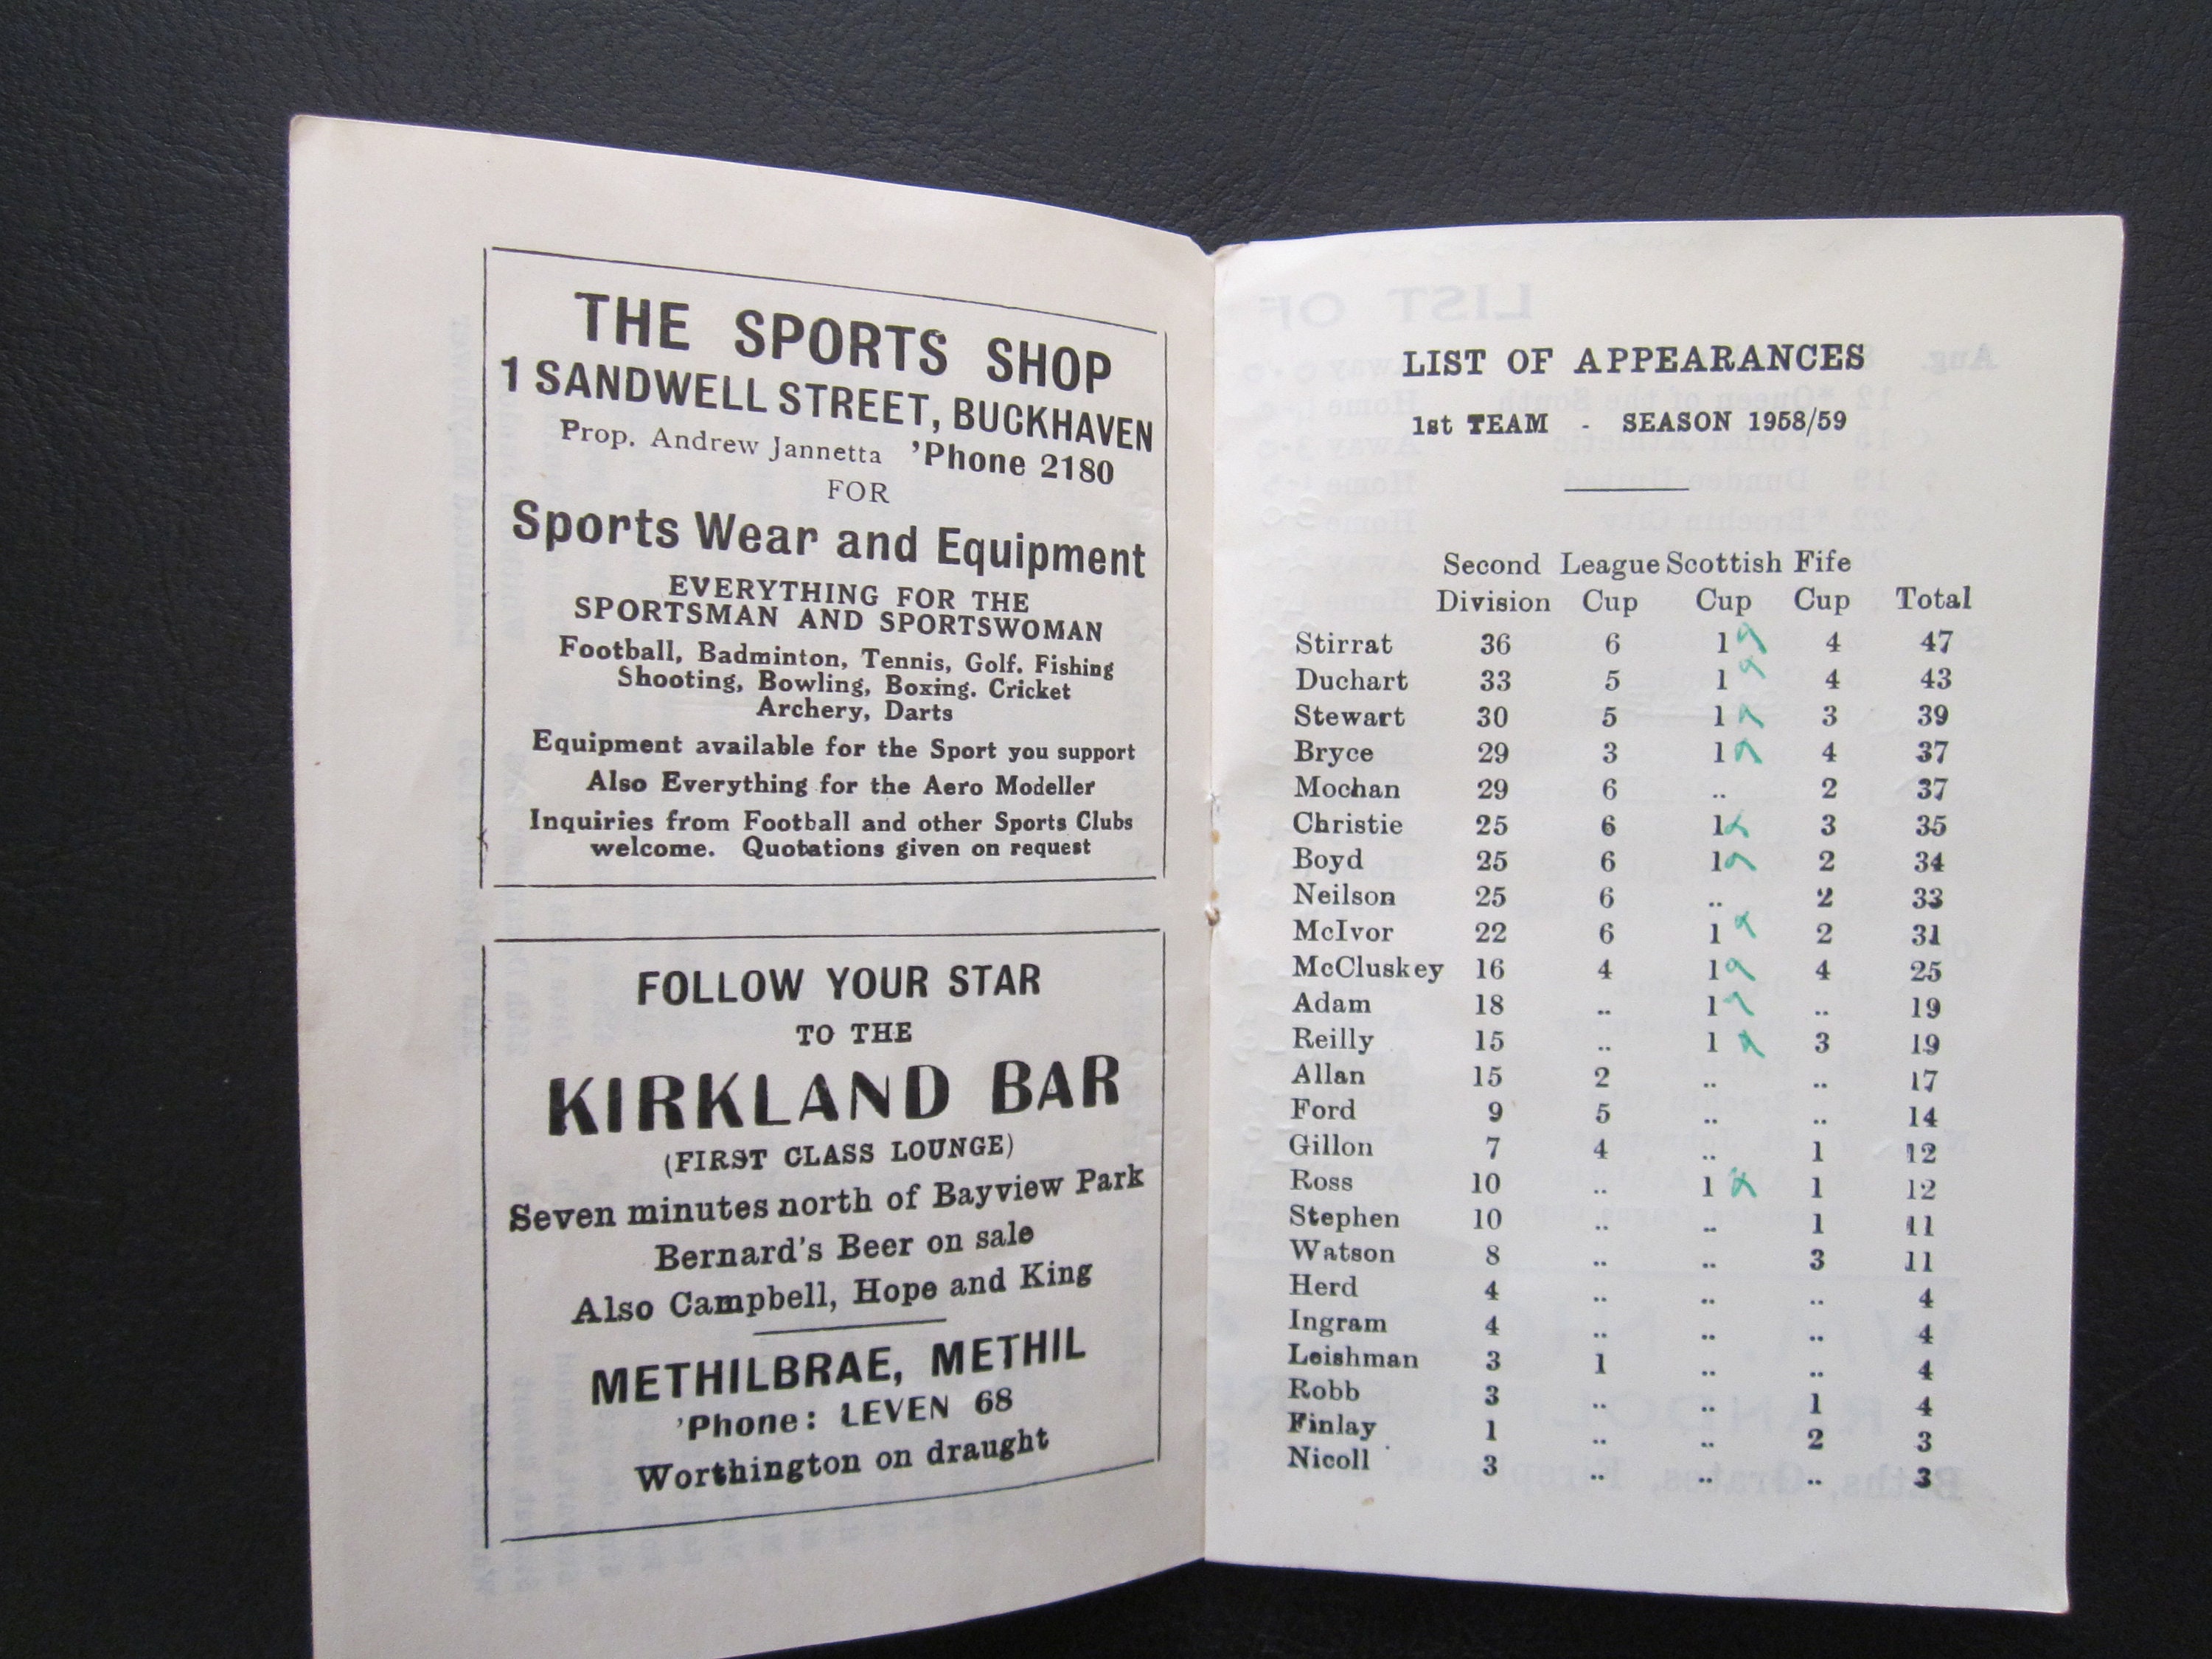 THE SPORTS SHOP
1 SANDWELL STREET, BUCKHAVEN
Prop. Andrew Jannetta 'Phone 2180
FOR
Sports Wear and Equipment
EVERYTHING FOR THE
SPORTSMAN AND SPORTSWOMAN
Football, Badminton, Tennis, Golf. Fishing
Shooting, Bowling, Boxing. Cricket
Archery, Darts
Equipment available for the Sport you support
Also Everything for the Aero Modeller
Inquiries from Football and other Sports Clubs
welcome. Quotations given on request
FOLLOW YOUR STAR
TO THE
KIRKLAND BAR
(FIRST CLASS LOUNGE)
Seven minutes north of Bayview Park
Bernard's Beer on sale
Also Campbell, Hope and King
METHILBRAE, METHIL
'Phone: LEVEN 68
Worthington on draught
LIST OF APPEARANCES
1st TEAM - SEASON 1958/59
Second League Scottish Fife
Division Cup Cup Cup Total
Stirrat 36 6 1 4 47
Duchart 33 5 1 4 43
Stewart 30 5 1 3 39
Bryce 29 3 1 4 37
Mochan 29 6 .. 2 37
Christie 25 6 1 3 35
Boyd 25 6 1 2 34
Neilson 25 6 .. 2 33
McIvor 22 6 1 2 31
McCluskey 16 4 1 4 25
Adam 18 .. 1 .. 19
Reilly 15 .. 1 3 19
Allan 15 2 .. .. 17
Ford 9 5 .. .. 14
Gillon 7 4 .. 1 12
Ross 10 .. 1 1 12
Stephen 10 .. .. 1 11
Watson 8 .. .. 3 11
Herd 4 .. .. .. 4
Ingram 4 .. .. .. 4
Leishman 3 1 .. .. 4
Robb 3 .. .. 1 4
Finlay 1 .. .. 2 3
Nicoll 3 .. .. .. 3